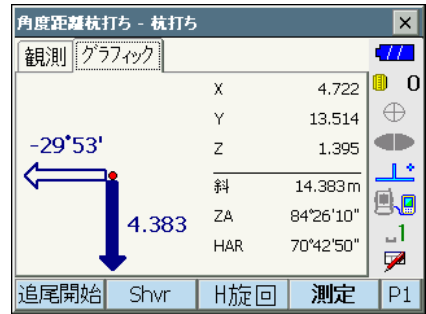 角度距離杭打ち - 杭打ち
観測 グラフィック
X 4.722
Y 13.514
Z 1.395
斜 14.383m
ZA 84°26'10"
HAR 70°42'50"
-29°53'
4.383
0
1
追尾開始 Shvr H旋回 測定 P1